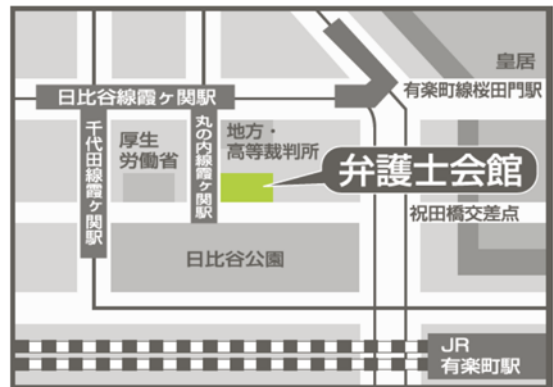 皇居
有楽町線桜田門駅
日比谷線霞ヶ関駅
千代田線霞ヶ関駅
厚生
労働省
丸の内線霞ヶ関駅
地方・
高等裁判所
弁護士会館
祝田橋交差点
日比谷公園
JR
有楽町駅